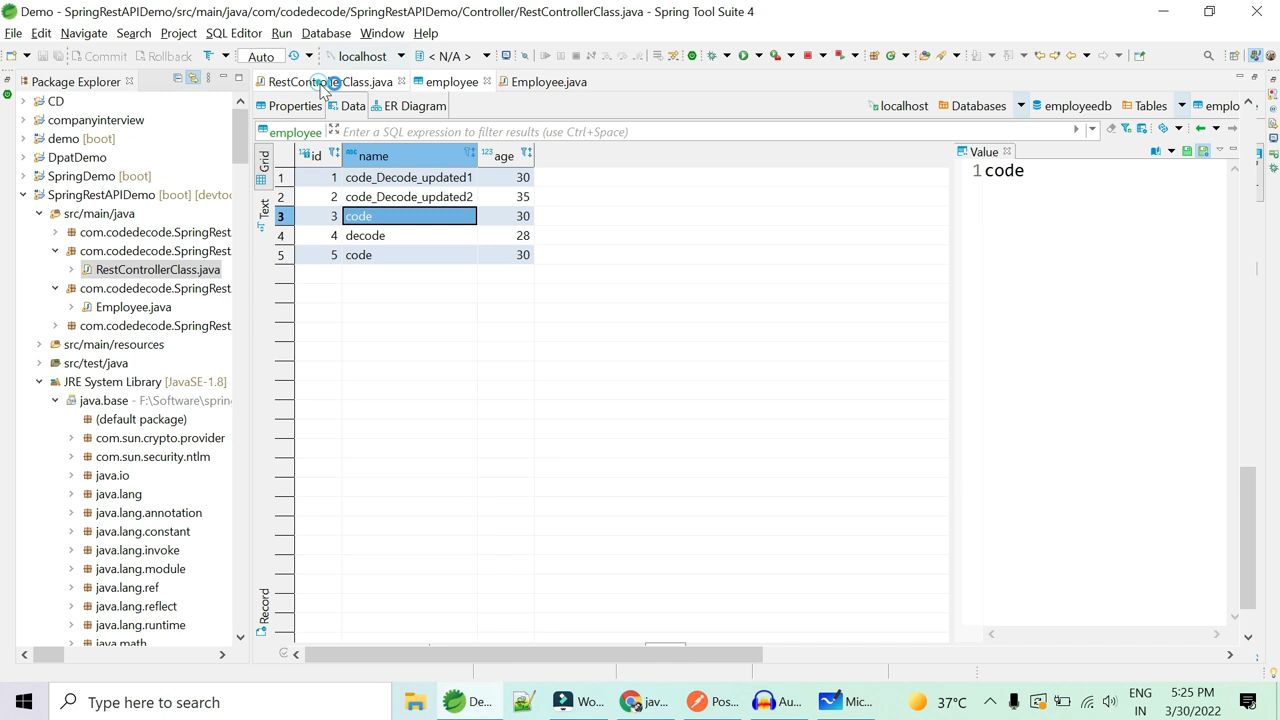 Demo - SpringRestAPIDemo/src/main/java/com/codedecode/SpringRestAPIDemo/Controller/RestControllerClass.java - Spring Tool Suite 4
File Edit Navigate Search Project SQL Editor Run Database Window Help
Commit Rollback T Auto localhost < N/A >
Package Explorer RestControllerClass.java employee Employee.java
Properties Data ER Diagram localhost Databases employeedb Tables emplo
employee Enter a SQL expression to filter results (use Ctrl+Space)
Grid
Text
Record
123 id name 123 age
1 1 code_Decode_updated1 30
2 2 code_Decode_updated2 35
3 3 code 30
4 4 decode 28
5 5 code 30
Value
1 code
CD
companyinterview
demo [boot]
DpatDemo
SpringDemo [boot]
SpringRestAPIDemo [boot] [devtoo
src/main/java
com.codedecode.SpringRest
com.codedecode.SpringRest
RestControllerClass.java
com.codedecode.SpringRest
Employee.java
com.codedecode.SpringRest
src/main/resources
src/test/java
JRE System Library [JavaSE-1.8]
java.base - F:\Software\spring
(default package)
com.sun.crypto.provider
com.sun.security.ntlm
java.io
java.lang
java.lang.annotation
java.lang.constant
java.lang.invoke
java.lang.module
java.lang.ref
java.lang.reflect
java.lang.runtime
java.math
Type here to search
De... Wo... jav... Pos... Au... Mic...
37°C
ENG
IN
5:25 PM
3/30/2022